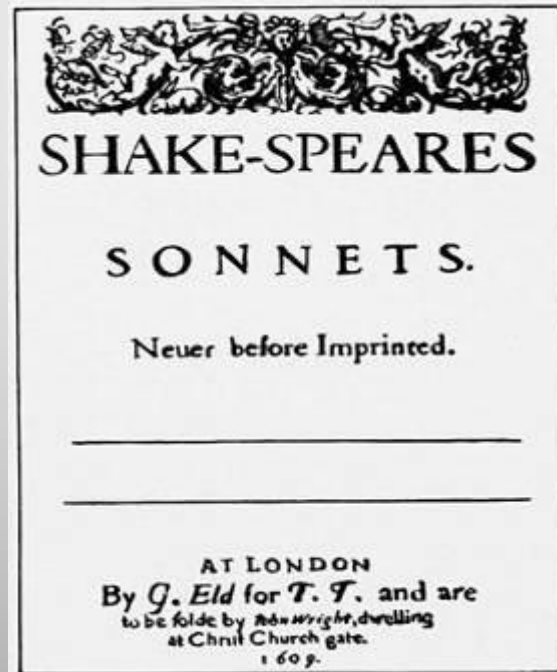 SHAKE-SPEARES
SONNETS.
Neuer before Imprinted.
AT LONDON
By G. Eld for T. T. and are
to be solde by Iohn Wright, dwelling
at Christ Church gate.
1609.